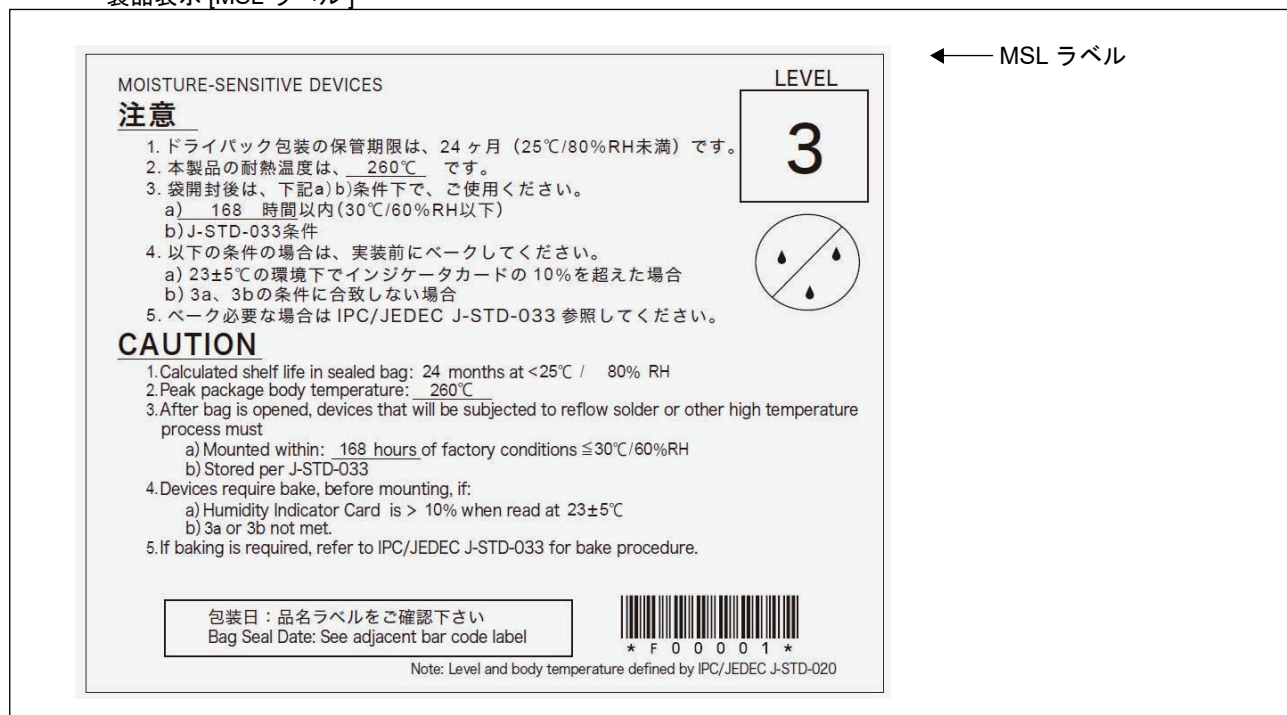 製品表示 [MSL ラベル ]
MSL ラベル
MOISTURE-SENSITIVE DEVICES
LEVEL
3
注意
1. ドライパック包装の保管期限は、24 ヶ月（25℃/80%RH未満）です。
2. 本製品の耐熱温度は、 260℃ です。
3. 袋開封後は、下記a)b)条件下で、ご使用ください。
a) 168 時間以内(30℃/60%RH以下)
b)J-STD-033条件
4. 以下の条件の場合は、実装前にベークしてください。
a) 23±5℃の環境下でインジケータカードの 10%を超えた場合
b) 3a、3bの条件に合致しない場合
5. ベーク必要な場合は IPC/JEDEC J-STD-033 参照してください。
CAUTION
1.Calculated shelf life in sealed bag: 24 months at <25℃ / 80% RH
2.Peak package body temperature: 260℃
3.After bag is opened, devices that will be subjected to reflow solder or other high temperature
process must
a) Mounted within: 168 hours of factory conditions ≦30℃/60%RH
b) Stored per J-STD-033
4.Devices require bake, before mounting, if:
a) Humidity Indicator Card is > 10% when read at 23±5℃
b) 3a or 3b not met.
5.If baking is required, refer to IPC/JEDEC J-STD-033 for bake procedure.
包装日：品名ラベルをご確認下さい
Bag Seal Date: See adjacent bar code label
* F 0 0 0 0 1 *
Note: Level and body temperature defined by IPC/JEDEC J-STD-020